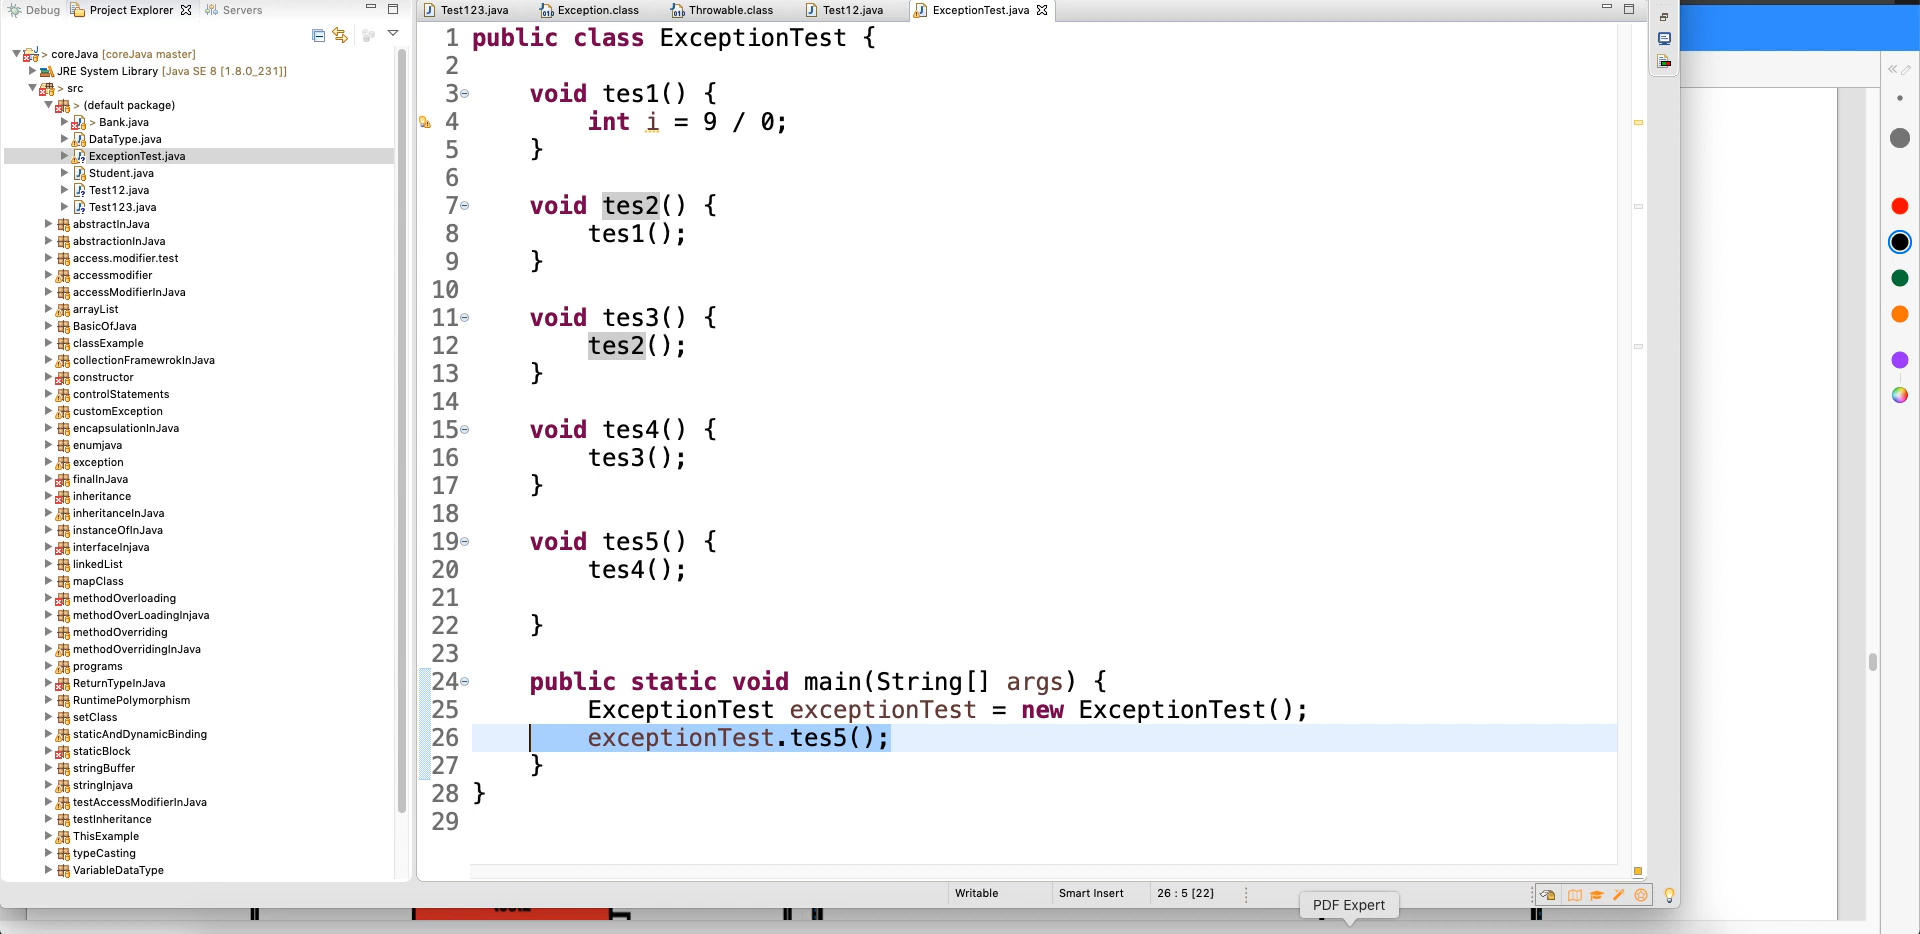 Debug Project Explorer Servers
> coreJava [coreJava master]
JRE System Library [Java SE 8 [1.8.0_231]]
> src
> (default package)
> Bank.java
DataType.java
ExceptionTest.java
Student.java
Test12.java
Test123.java
abstractInJava
abstractionInJava
access.modifier.test
accessmodifier
accessModifierInJava
arrayList
BasicOfJava
classExample
collectionFramewrokInJava
constructor
controlStatements
customException
encapsulationInJava
enumjava
exception
finalInJava
inheritance
inheritanceInJava
instanceOfInJava
interfaceInjava
linkedList
mapClass
methodOverloading
methodOverLoadingInjava
methodOverriding
methodOverridingInJava
programs
ReturnTypeInJava
RuntimePolymorphism
setClass
staticAndDynamicBinding
staticBlock
stringBuffer
stringInjava
testAccessModifierInJava
testInheritance
ThisExample
typeCasting
VariableDataType
Test123.java Exception.class Throwable.class Test12.java ExceptionTest.java
1 public class ExceptionTest {
2
3 void tes1() {
4 int i = 9 / 0;
5 }
6
7 void tes2() {
8 tes1();
9 }
10
11 void tes3() {
12 tes2();
13 }
14
15 void tes4() {
16 tes3();
17 }
18
19 void tes5() {
20 tes4();
21
22 }
23
24 public static void main(String[] args) {
25 ExceptionTest exceptionTest = new ExceptionTest();
26 exceptionTest.tes5();
27 }
28 }
29
Writable Smart Insert 26 : 5 [22]
PDF Expert